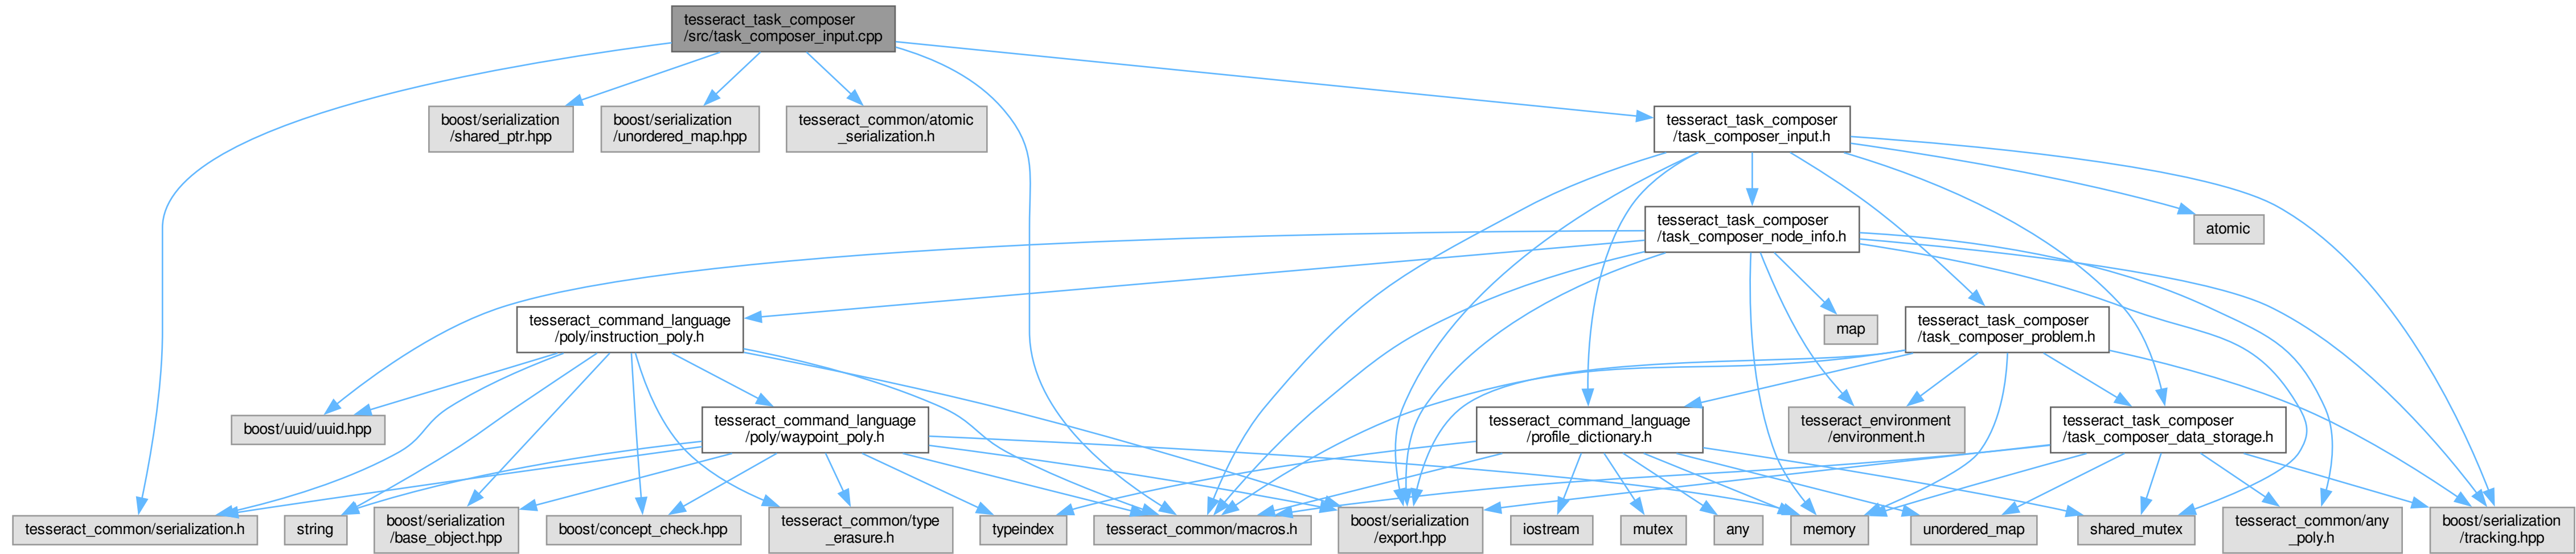 tesseract_task_composer
/src/task_composer_input.cpp
boost/serialization
/shared_ptr.hpp
boost/serialization
/unordered_map.hpp
tesseract_common/atomic
_serialization.h
tesseract_task_composer
/task_composer_input.h
tesseract_task_composer
/task_composer_node_info.h
atomic
tesseract_command_language
/poly/instruction_poly.h
map
tesseract_task_composer
/task_composer_problem.h
boost/uuid/uuid.hpp
tesseract_command_language
/poly/waypoint_poly.h
tesseract_command_language
/profile_dictionary.h
tesseract_environment
/environment.h
tesseract_task_composer
/task_composer_data_storage.h
tesseract_common/serialization.h
string
boost/serialization
/base_object.hpp
boost/concept_check.hpp
tesseract_common/type
_erasure.h
typeindex
tesseract_common/macros.h
boost/serialization
/export.hpp
iostream
mutex
any
memory
unordered_map
shared_mutex
tesseract_common/any
_poly.h
boost/serialization
/tracking.hpp